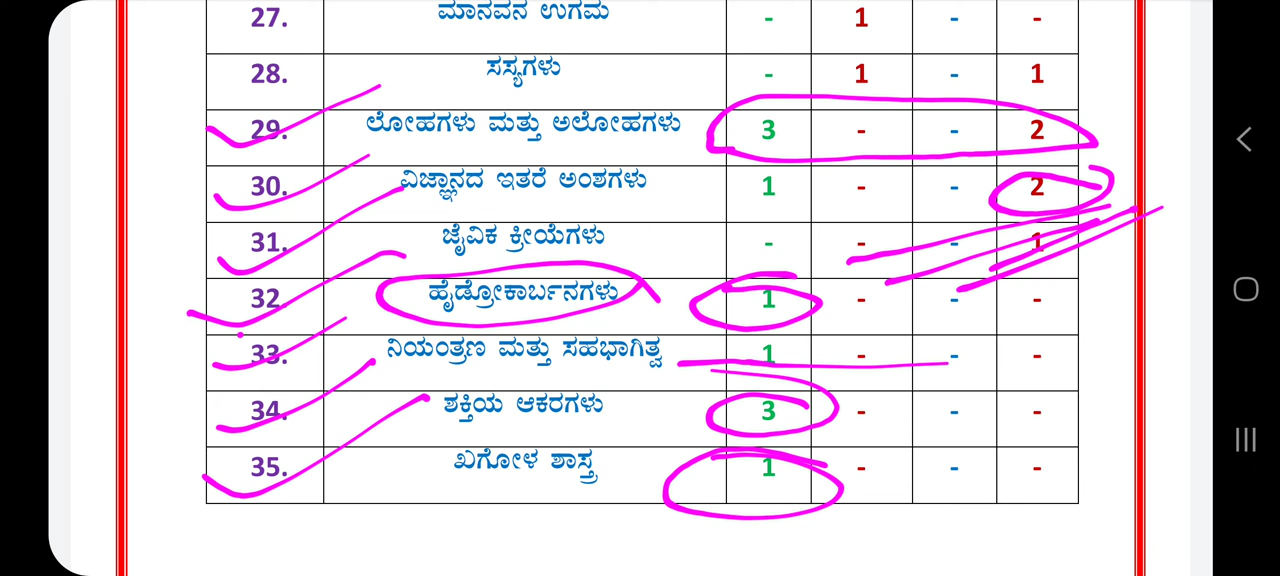 27. ಮಾನವನ ಉಗಮ - 1 - -
28. ಸಸ್ಯಗಳು - 1 - 1
29. ಲೋಹಗಳು ಮತ್ತು ಅಲೋಹಗಳು 3 - - 2
30. ವಿಜ್ಞಾನದ ಇತರೆ ಅಂಶಗಳು 1 - - 2
31. ಜೈವಿಕ ಕ್ರೀಯೆಗಳು - - - 1
32. ಹೈಡ್ರೋಕಾರ್ಬನಗಳು 1 - - -
33. ನಿಯಂತ್ರಣ ಮತ್ತು ಸಹಭಾಗಿತ್ವ 1 - - -
34. ಶಕ್ತಿಯ ಆಕರಗಳು 3 - - -
35. ಖಗೋಳ ಶಾಸ್ತ್ರ 1 - - -